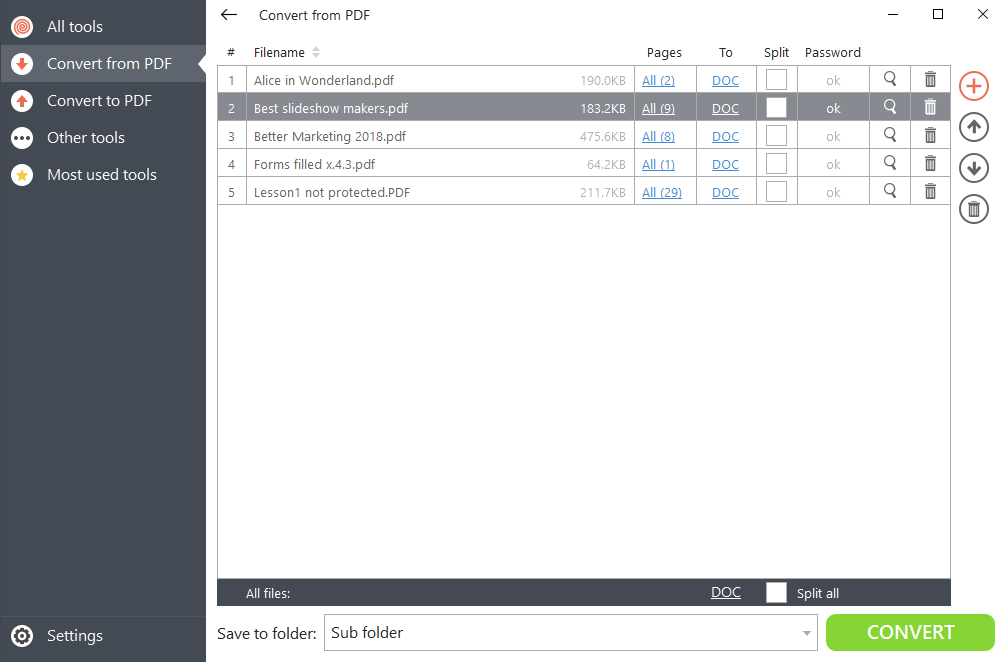 All tools
Convert from PDF
Convert to PDF
Other tools
Most used tools
Settings
Convert from PDF
# Filename Pages To Split Password
1 Alice in Wonderland.pdf 190.0KB All (2) DOC ok
2 Best slideshow makers.pdf 183.2KB All (9) DOC ok
3 Better Marketing 2018.pdf 475.6KB All (8) DOC ok
4 Forms filled x.4.3.pdf 64.2KB All (1) DOC ok
5 Lesson1 not protected.PDF 211.7KB All (29) DOC ok
All files: DOC Split all
Save to folder: Sub folder CONVERT